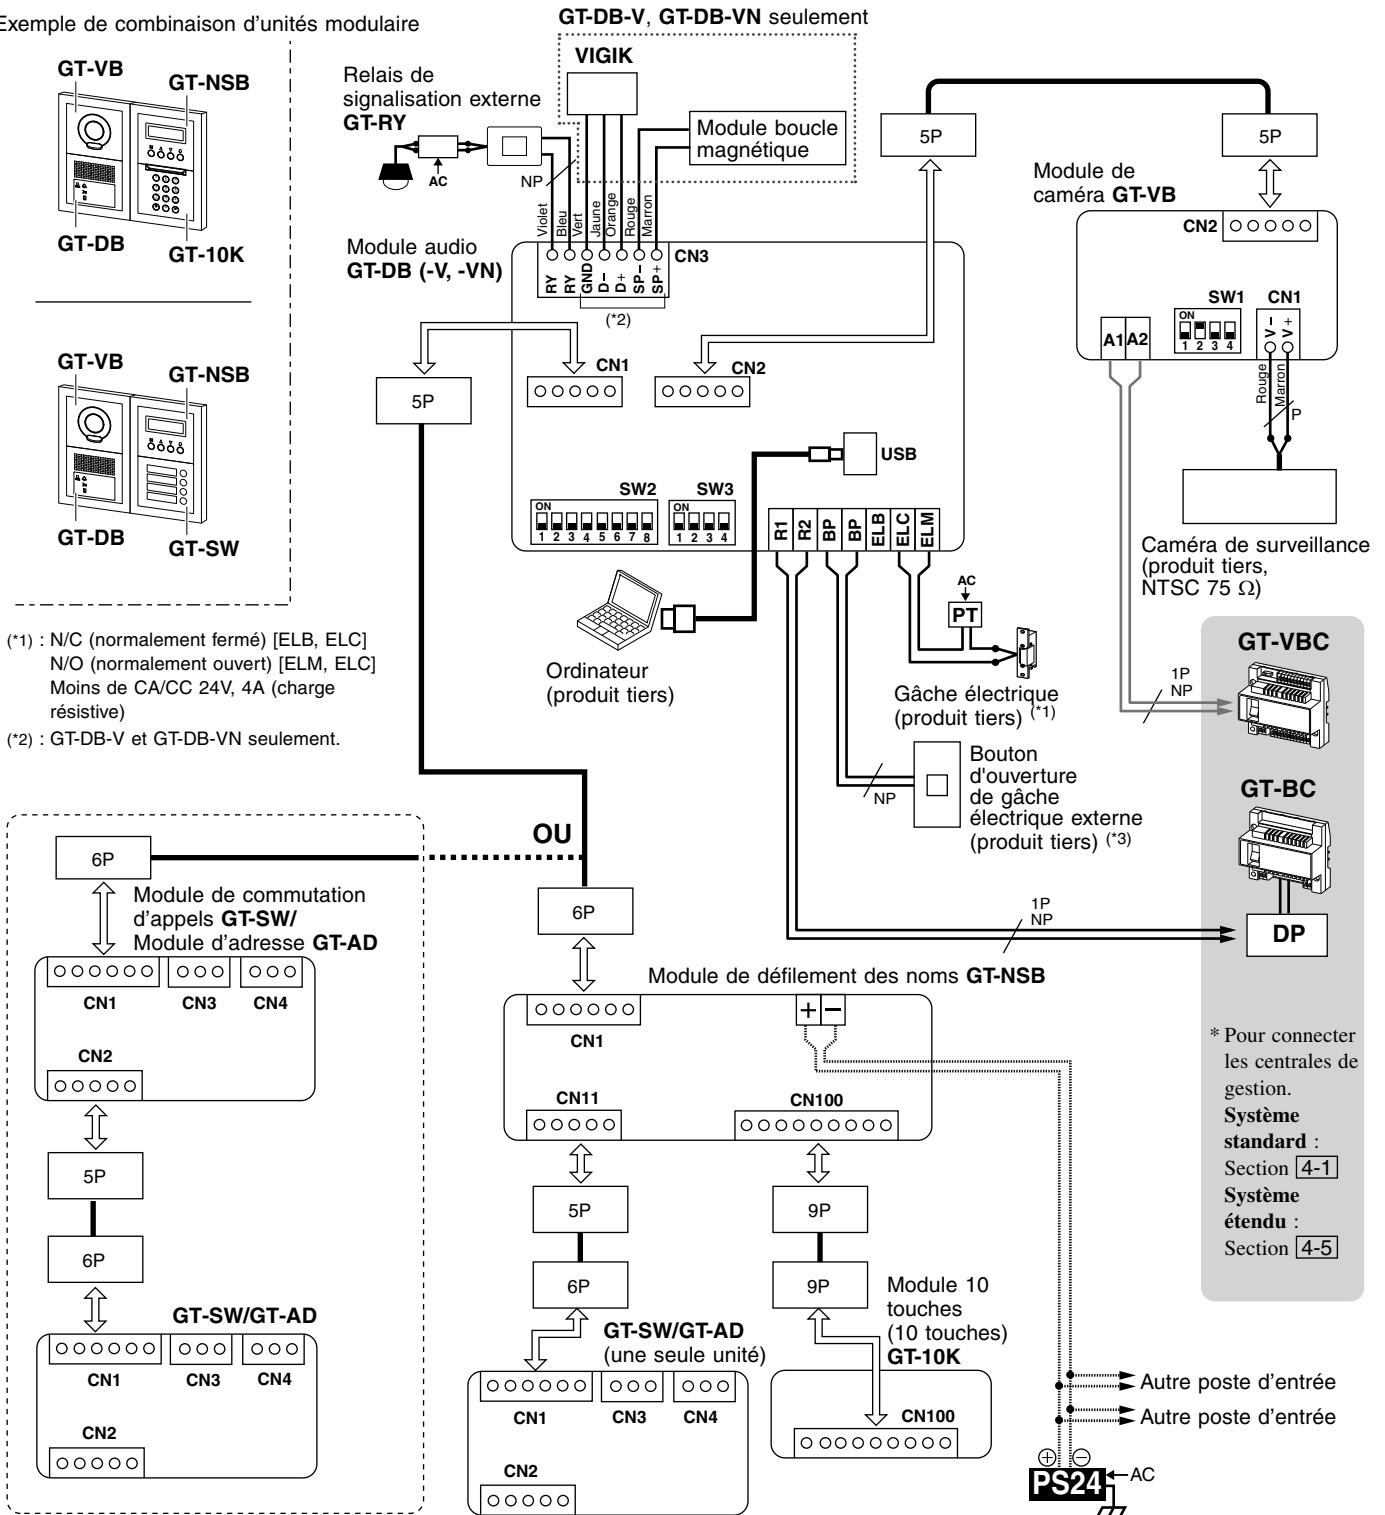 Exemple de combinaison d'unités modulaire
GT-VB
GT-NSB
GT-DB
GT-10K
GT-VB
GT-NSB
GT-DB
GT-SW
(*1) : N/C (normalement fermé) [ELB, ELC]
N/O (normalement ouvert) [ELM, ELC]
Moins de CA/CC 24V, 4A (charge
résistive)
(*2) : GT-DB-V et GT-DB-VN seulement.
GT-DB-V, GT-DB-VN seulement
VIGIK
Relais de
signalisation externe
GT-RY
AC
NP
Module boucle
magnétique
Violet
Bleu
Vert
Jaune
Orange
Rouge
Marron
Module audio
GT-DB (-V, -VN)
RY
RY
GND
D−
D+
SP−
SP+
CN3
(*2)
CN1
CN2
5P
USB
SW2
ON
1 2 3 4 5 6 7 8
SW3
ON
1 2 3 4
R1
R2
BP
BP
ELB
ELC
ELM
Ordinateur
(produit tiers)
AC
PT
Gâche électrique
(produit tiers) (*1)
NP
Bouton
d'ouverture
de gâche
électrique externe
(produit tiers) (*3)
5P
5P
Module de
caméra GT-VB
CN2
SW1
ON
1 2 3 4
CN1
V−
V+
A1
A2
Rouge
Marron
P
Caméra de surveillance
(produit tiers,
NTSC 75 Ω)
1P
NP
GT-VBC
GT-BC
DP
1P
NP
* Pour connecter
les centrales de
gestion.
Système
standard :
Section 4-1
Système
étendu :
Section 4-5
OU
6P
Module de commutation
d'appels GT-SW/
Module d'adresse GT-AD
CN1
CN3
CN4
CN2
5P
6P
GT-SW/GT-AD
CN1
CN3
CN4
CN2
6P
Module de défilement des noms GT-NSB
CN1
+
−
CN11
CN100
5P
9P
6P
9P
GT-SW/GT-AD
(une seule unité)
CN1
CN3
CN4
CN2
Module 10
touches
(10 touches)
GT-10K
CN100
Autre poste d'entrée
Autre poste d'entrée
+
−
PS24
AC